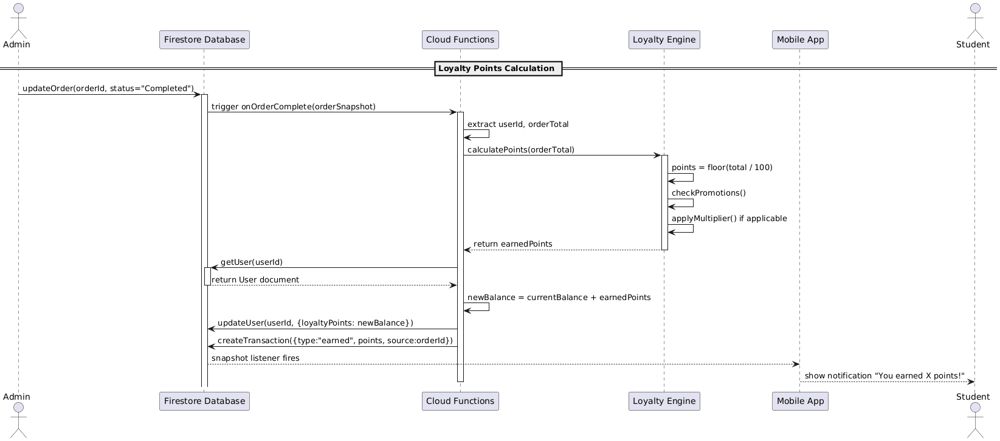 Admin
Firestore Database
Cloud Functions
Loyalty Engine
Mobile App
Student
Loyalty Points Calculation
updateOrder(orderId, status="Completed")
trigger onOrderComplete(orderSnapshot)
extract userId, orderTotal
calculatePoints(orderTotal)
points = floor(total / 100)
checkPromotions()
applyMultiplier() if applicable
return earnedPoints
getUser(userId)
return User document
newBalance = currentBalance + earnedPoints
updateUser(userId, {loyaltyPoints: newBalance})
createTransaction({type:"earned", points, source:orderId})
snapshot listener fires
show notification "You earned X points!"
Admin
Firestore Database
Cloud Functions
Loyalty Engine
Mobile App
Student